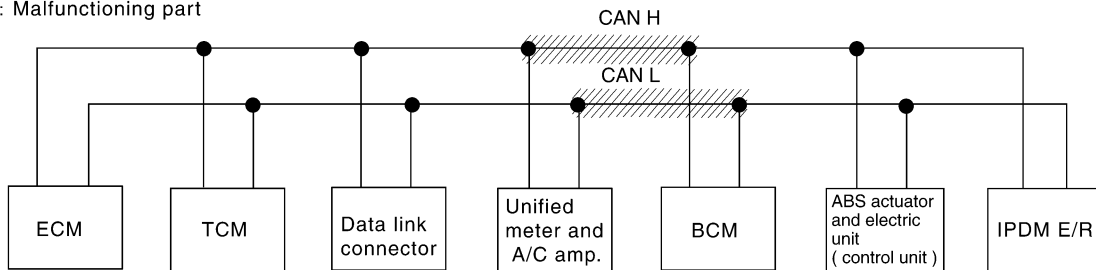 : Malfunctioning part
CAN H
CAN L
ECM
TCM
Data link
connector
Unified
meter and
A/C amp.
BCM
ABS actuator
and electric
unit
( control unit )
IPDM E/R